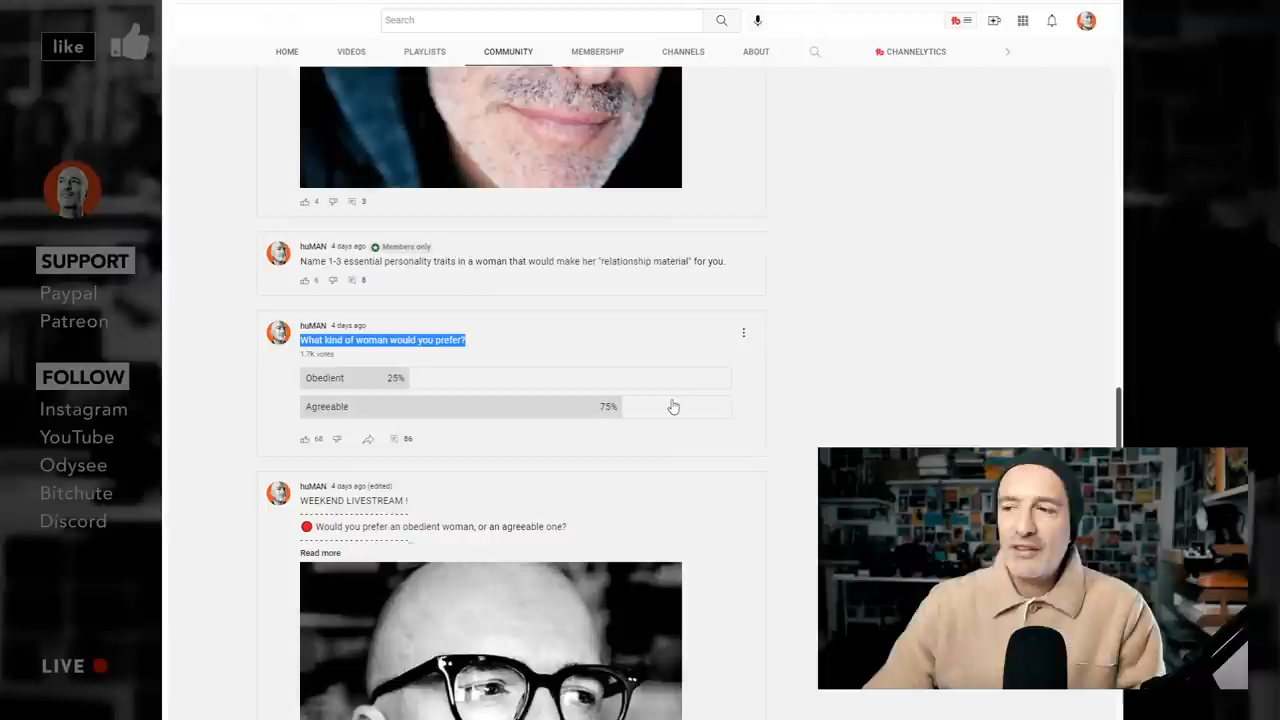 like
Search
HOME
VIDEOS
PLAYLISTS
COMMUNITY
MEMBERSHIP
CHANNELS
ABOUT
CHANNELYTICS
4
3
huMAN 4 days ago Members only
Name 1-3 essential personality traits in a woman that would make her "relationship material" for you.
6
8
huMAN 4 days ago
What kind of woman would you prefer?
1.7K votes
Obedient 25%
Agreeable 75%
68
86
huMAN 4 days ago (edited)
WEEKEND LIVESTREAM !
- - - - - - - - - - - - - - - - - - - - -
Would you prefer an obedient woman, or an agreeable one?
- - - - - - - - - - - - - - - - - - - - -...
Read more
SUPPORT
Paypal
Patreon
FOLLOW
Instagram
YouTube
Odysee
Bitchute
Discord
LIVE